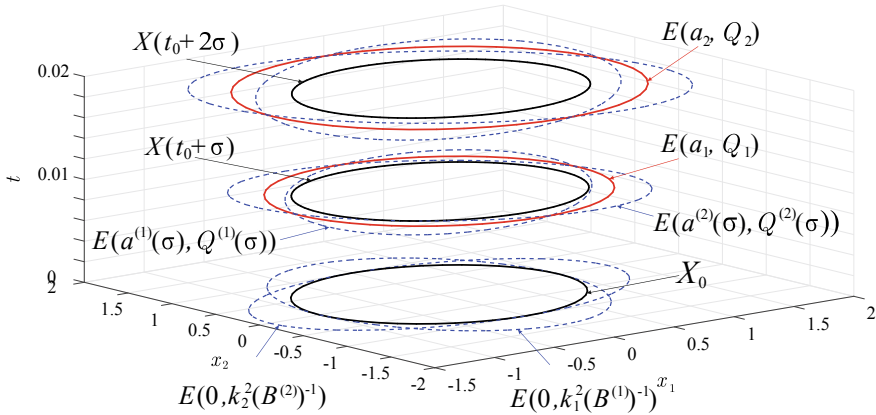 X(t₀+2σ)
E(a₂, Q₂)
0.02
X(t₀+σ)
E(a₁, Q₁)
t
0.01
E(a⁽¹⁾(σ), Q⁽¹⁾(σ))
E(a⁽²⁾(σ), Q⁽²⁾(σ))
X₀
0
2
1.5
1
0.5
0
-0.5
-1
-1.5
-2
x₂
-1.5
-1
-0.5
0
0.5
1
1.5
2
x₁
E(0,k₂²(B⁽²⁾)⁻¹)
E(0,k₁²(B⁽¹⁾)⁻¹)